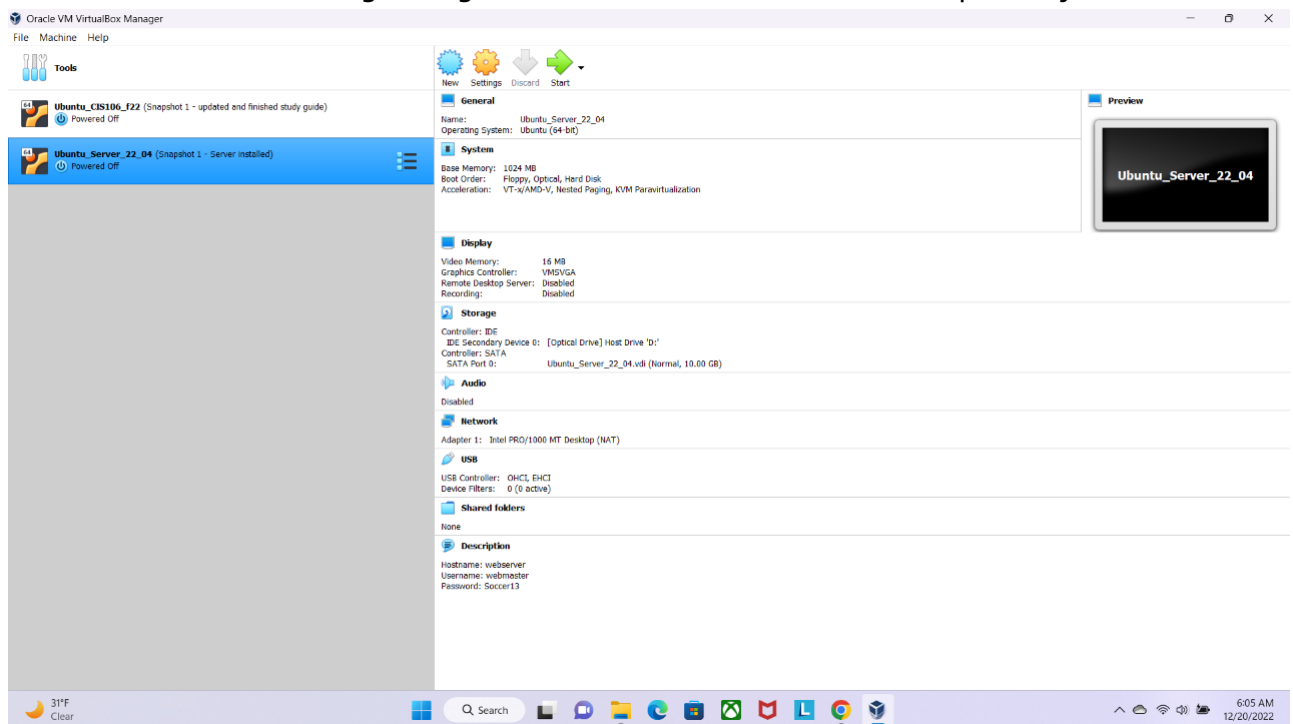 Oracle VM VirtualBox Manager
File Machine Help
Tools
New Settings Discard Start
64 Ubuntu_CIS106_f22 (Snapshot 1 - updated and finished study guide)
Powered Off
64 Ubuntu_Server_22_04 (Snapshot 1 - Server installed)
Powered Off
General
Name: Ubuntu_Server_22_04
Operating System: Ubuntu (64-bit)
System
Base Memory: 1024 MB
Boot Order: Floppy, Optical, Hard Disk
Acceleration: VT-x/AMD-V, Nested Paging, KVM Paravirtualization
Preview
Ubuntu_Server_22_04
Display
Video Memory: 16 MB
Graphics Controller: VMSVGA
Remote Desktop Server: Disabled
Recording: Disabled
Storage
Controller: IDE
IDE Secondary Device 0: [Optical Drive] Host Drive 'D:'
Controller: SATA
SATA Port 0: Ubuntu_Server_22_04.vdi (Normal, 10.00 GB)
Audio
Disabled
Network
Adapter 1: Intel PRO/1000 MT Desktop (NAT)
USB
USB Controller: OHCI, EHCI
Device Filters: 0 (0 active)
Shared folders
None
Description
Hostname: webserver
Username: webmaster
Password: Soccer13
31°F
Clear
Search
L
6:05 AM
12/20/2022